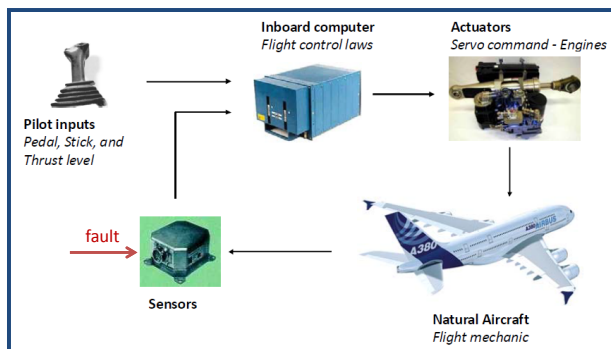 Inboard computer
Flight control laws
Actuators
Servo command - Engines
Pilot inputs
Pedal, Stick, and
Thrust level
fault
Sensors
A380
A380 AIRBUS
Natural Aircraft
Flight mechanic